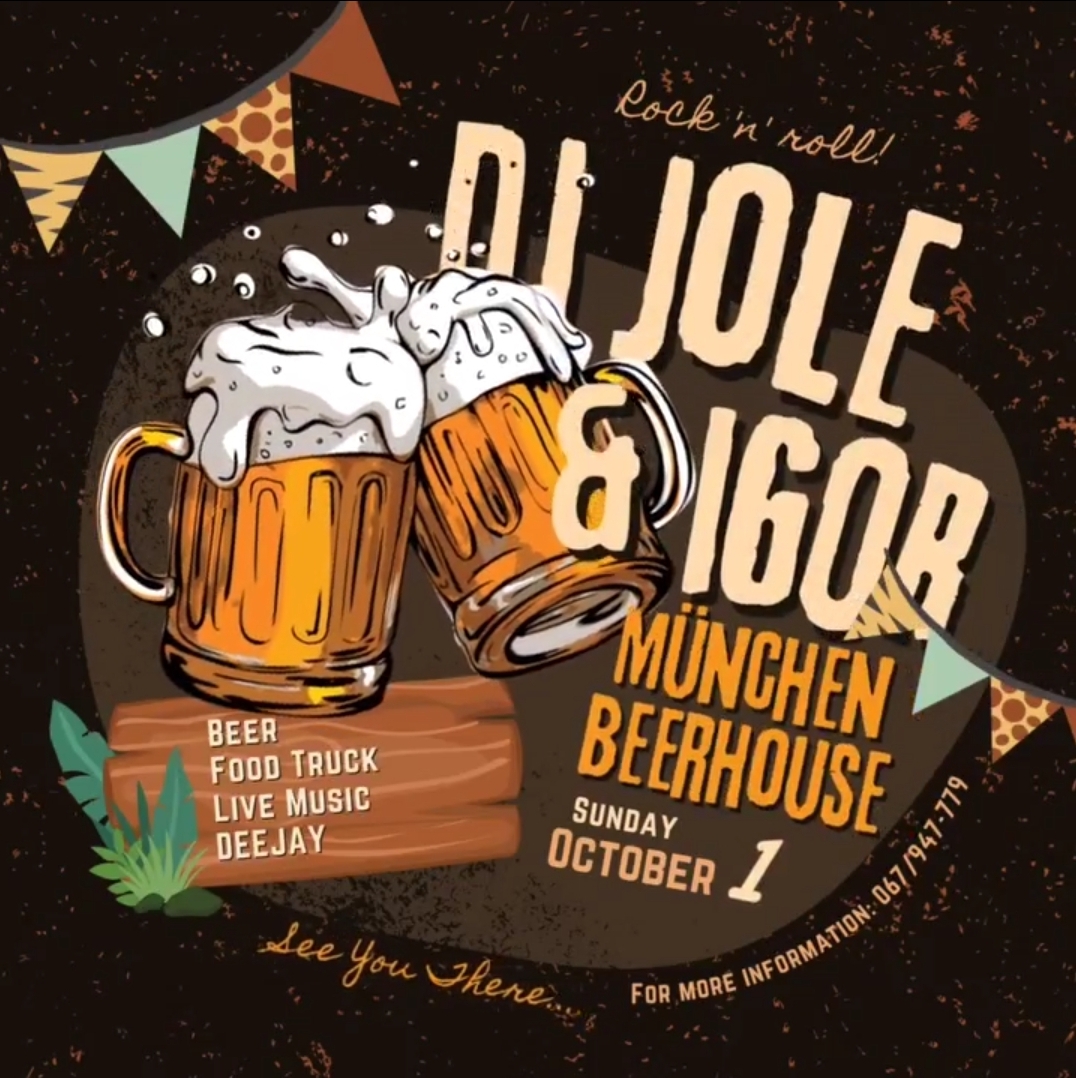 Rock 'n' roll!
DJ JOLE
& IGOR
MÜNCHEN
BEERHOUSE
SUNDAY
OCTOBER 1
BEER
FOOD TRUCK
LIVE MUSIC
DEEJAY
See You There...
FOR MORE INFORMATION: 067/947-779